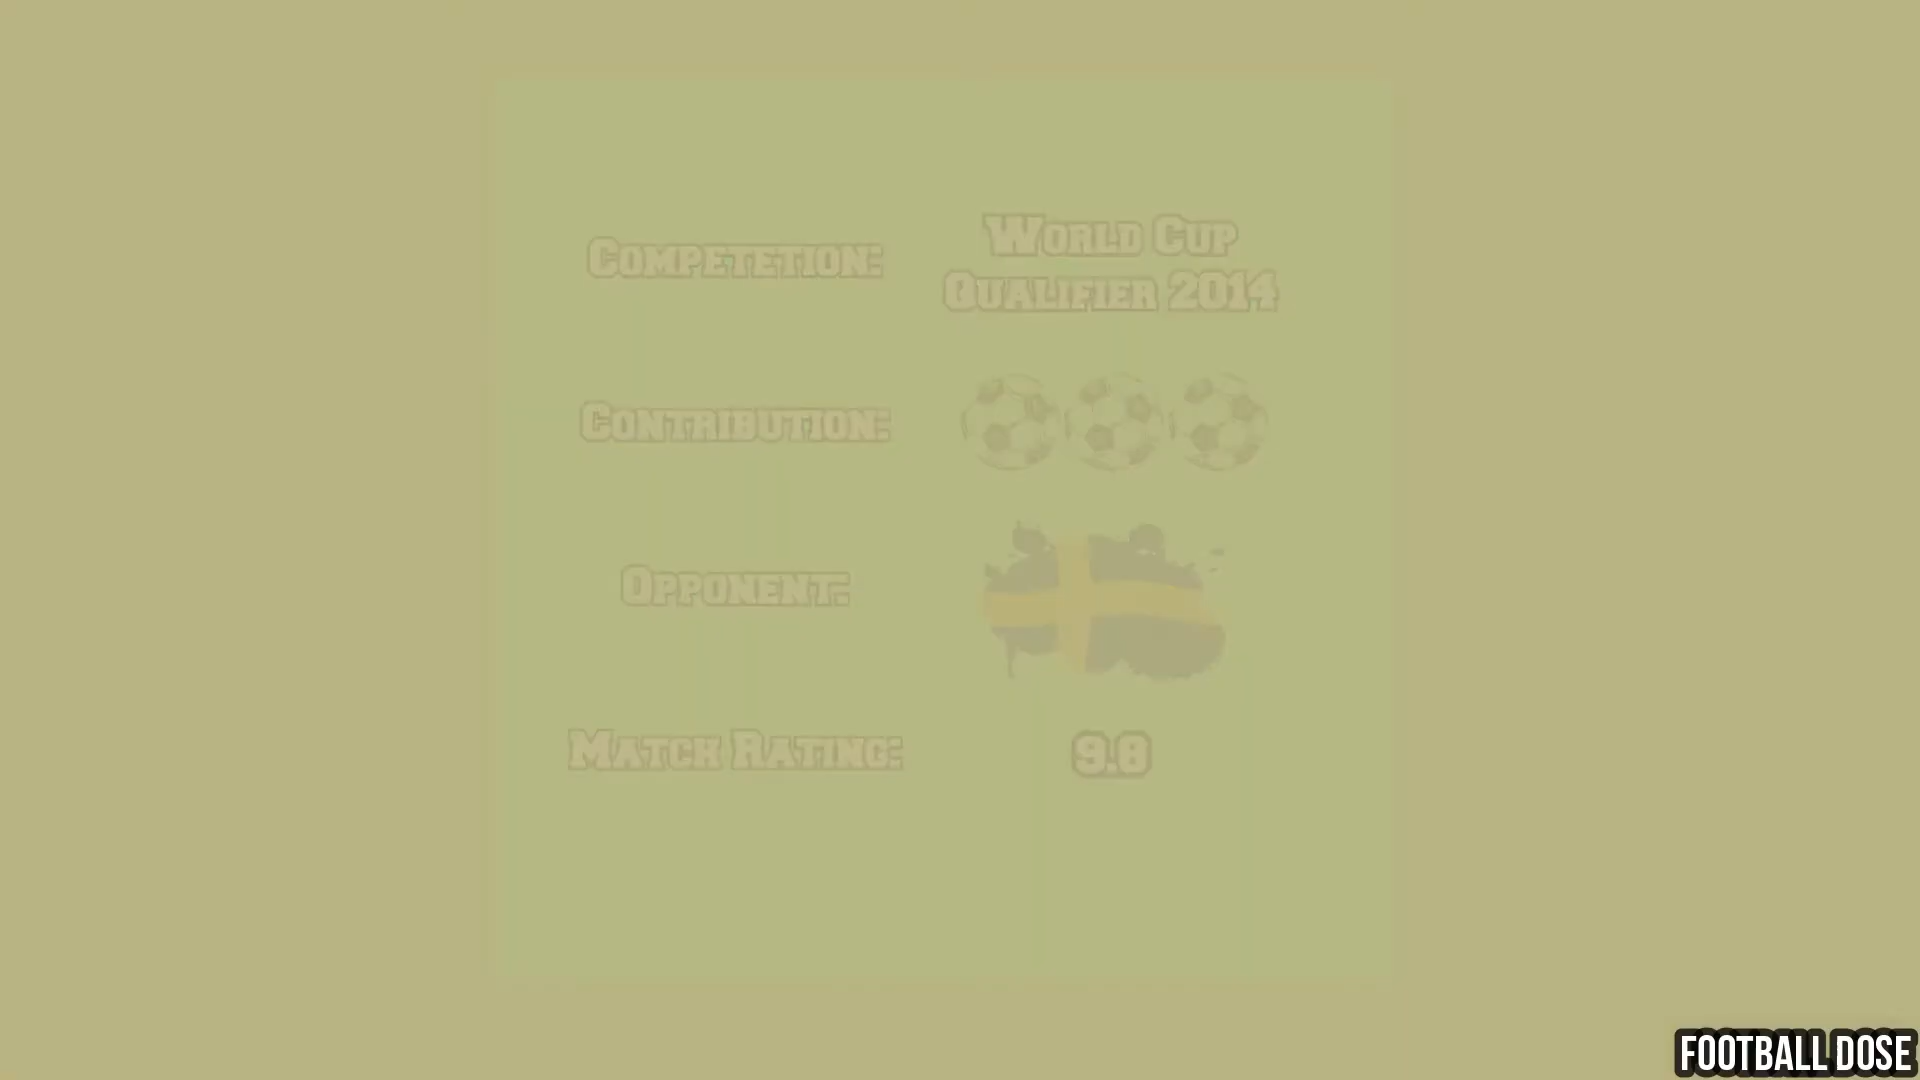 Competetion:
World Cup
Qualifier 2014
Contribution:
Opponent:
Match Rating:
9.8
FOOTBALL DOSE